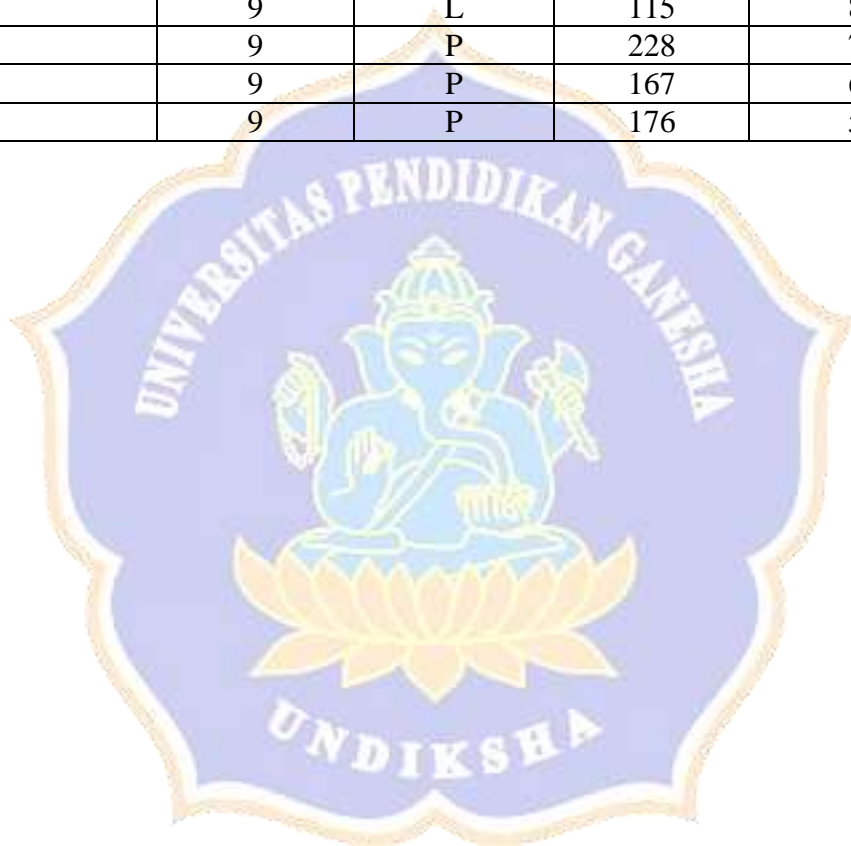 9 L 115
9 P 228
9 P 167
9 P 176
UNIVERSITAS PENDIDIKAN GANESHA
UNDIKSHA